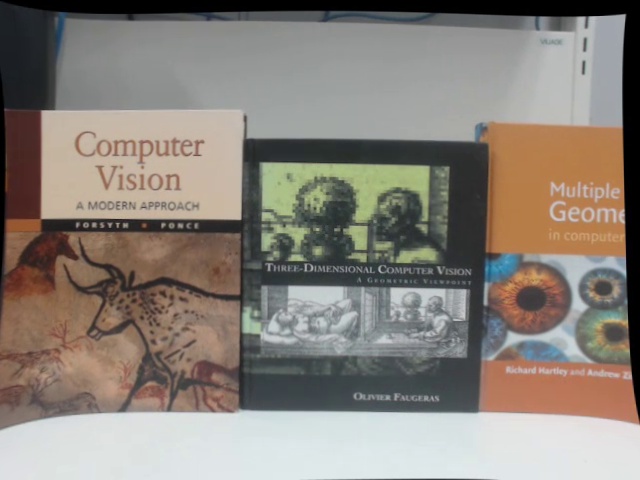 Computer
Vision
A MODERN APPROACH
FORSYTH PONCE
THREE-DIMENSIONAL COMPUTER VISION
A GEOMETRIC VIEWPOINT
OLIVIER FAUGERAS
Multiple
Geome
in computer
Richard Hartley and Andrew Zi